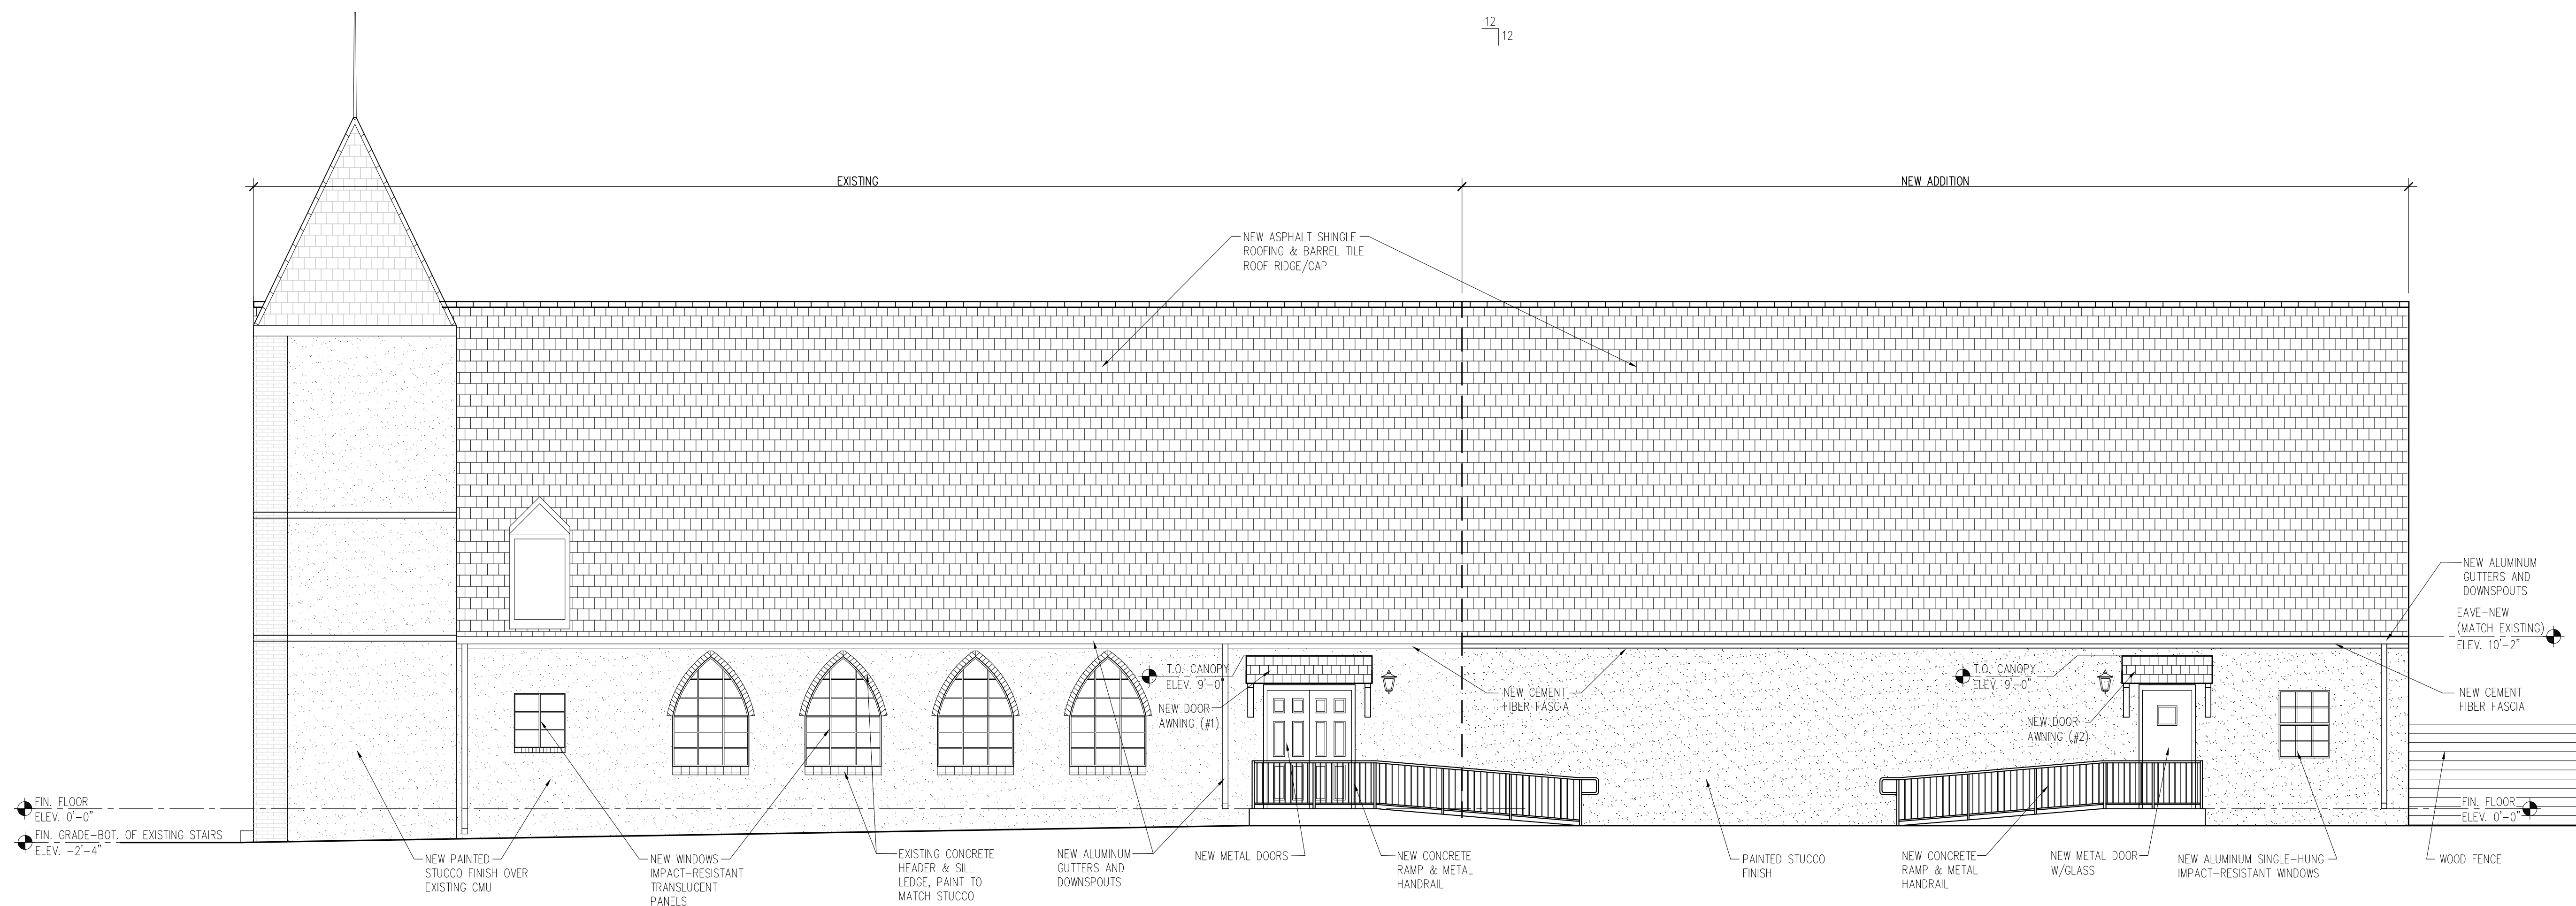 12
12
EXISTING
NEW ADDITION
NEW ASPHALT SHINGLE
ROOFING & BARREL TILE
ROOF RIDGE/CAP
NEW ALUMINUM
GUTTERS AND
DOWNSPOUTS
EAVE-NEW
(MATCH EXISTING)
ELEV. 10'-2"
T.O. CANOPY
ELEV. 9'-0"
NEW DOOR
AWNING (#1)
NEW CEMENT
FIBER FASCIA
T.O. CANOPY
ELEV. 9'-0"
NEW DOOR
AWNING (#2)
NEW CEMENT
FIBER FASCIA
FIN. FLOOR
ELEV. 0'-0"
FIN. GRADE-BOT. OF EXISTING STAIRS
ELEV. -2'-4"
FIN. FLOOR
ELEV. 0'-0"
NEW PAINTED
STUCCO FINISH OVER
EXISTING CMU
NEW WINDOWS
IMPACT-RESISTANT
TRANSLUCENT
PANELS
EXISTING CONCRETE
HEADER & SILL
LEDGE, PAINT TO
MATCH STUCCO
NEW ALUMINUM
GUTTERS AND
DOWNSPOUTS
NEW METAL DOORS
NEW CONCRETE
RAMP & METAL
HANDRAIL
PAINTED STUCCO
FINISH
NEW CONCRETE
RAMP & METAL
HANDRAIL
NEW METAL DOOR
W/GLASS
NEW ALUMINUM SINGLE-HUNG
IMPACT-RESISTANT WINDOWS
WOOD FENCE